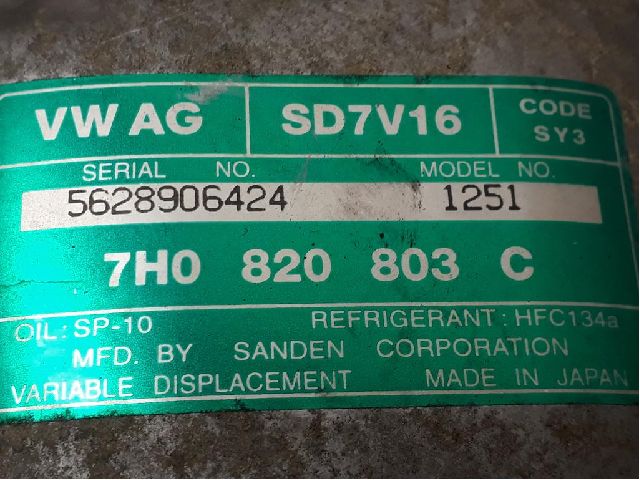 VW AG SD7V16 CODE SY3
SERIAL NO. MODEL NO.
5628906424 1251
7H0 820 803 C
OIL: SP-10 REFRIGERANT: HFC134a
MFD. BY SANDEN CORPORATION
VARIABLE DISPLACEMENT MADE IN JAPAN